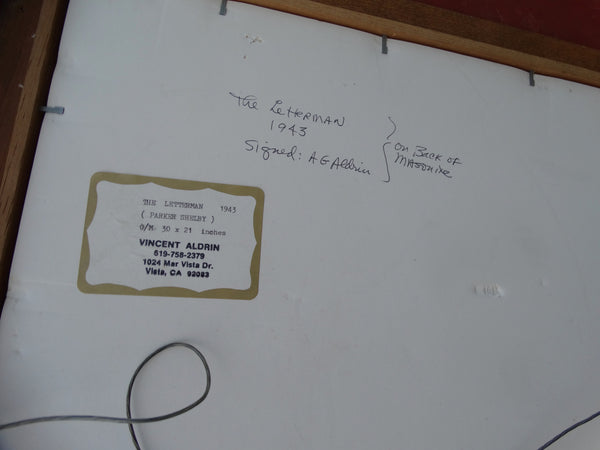 The Letterman
1943
Signed: A G Aldrin
on Back of
Masonite
THE LETTERMAN 1943
( PARKER SHELBY )
O/M. 30 x 21 inches
VINCENT ALDRIN
619-758-2379
1024 Mar Vista Dr.
Vista, CA 92083